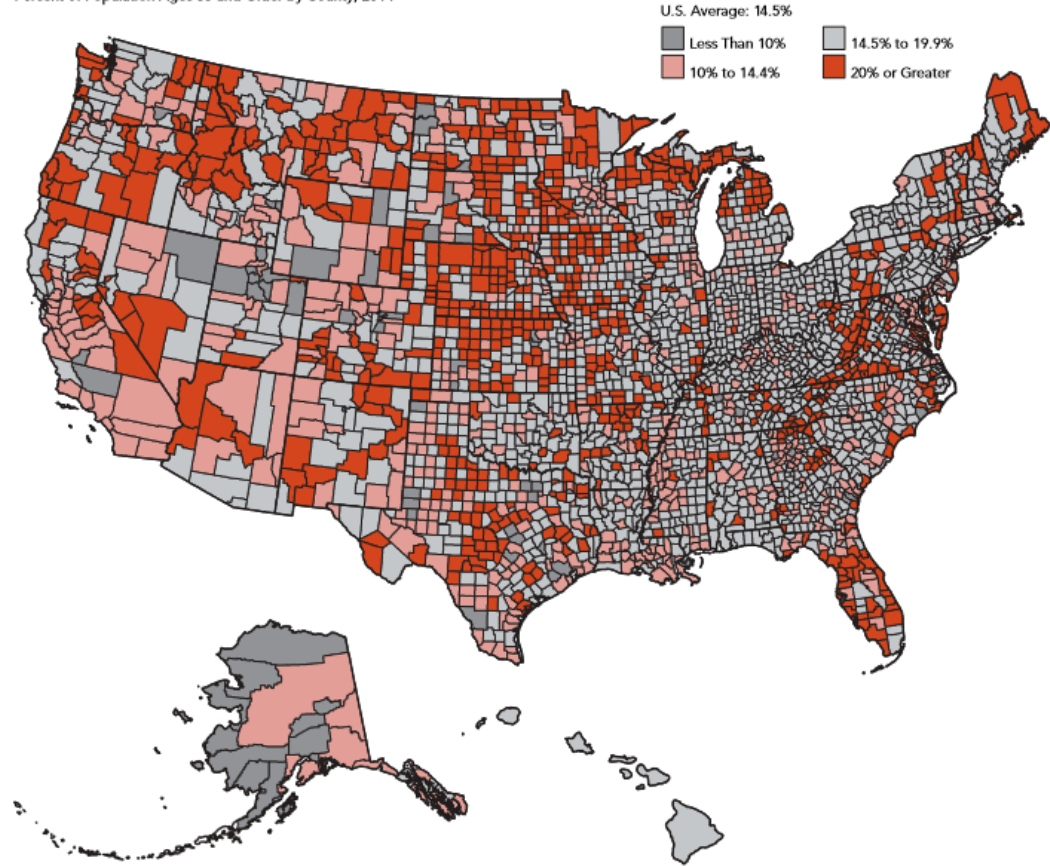 U.S. Average: 14.5%
Less Than 10%
14.5% to 19.9%
10% to 14.4%
20% or Greater